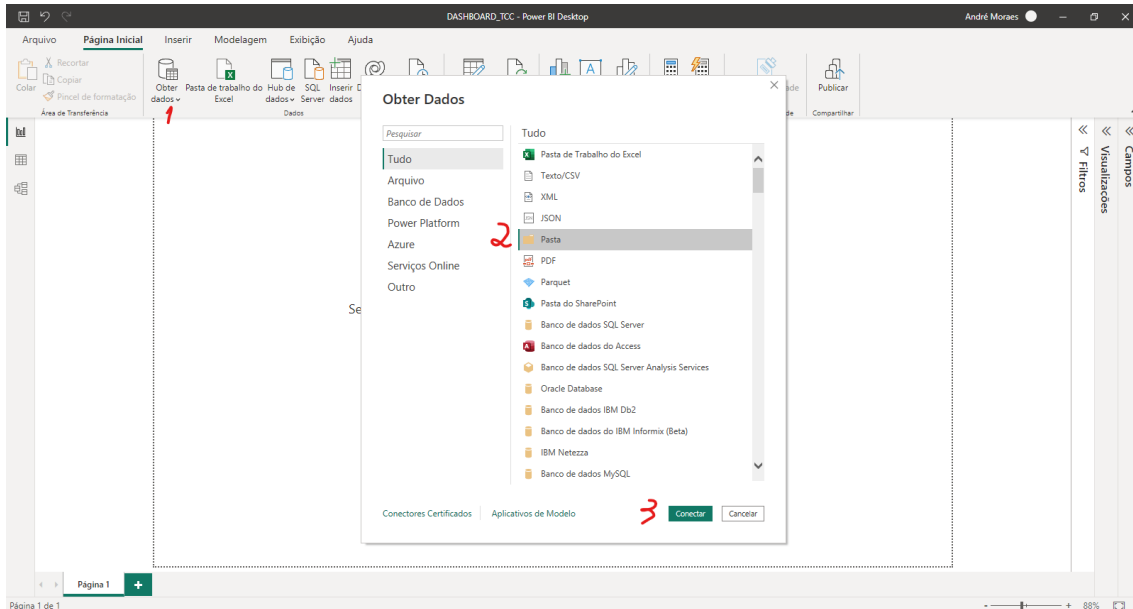 DASHBOARD_TCC - Power BI Desktop
André Moraes
Arquivo
Página Inicial
Inserir
Modelagem
Exibição
Ajuda
Colar
Recortar
Copiar
Pincel de formatação
Área de Transferência
Obter dados
Pasta de trabalho do Excel
Hub de dados
SQL Server
Inserir dados
Dados
Publicar
Compartilhar
1
Obter Dados
Pesquisar
Tudo
Arquivo
Banco de Dados
Power Platform
Azure
Serviços Online
Outro
Tudo
Pasta de Trabalho do Excel
Texto/CSV
XML
JSON
2
Pasta
PDF
Parquet
Pasta do SharePoint
Banco de dados SQL Server
Banco de dados do Access
Banco de dados SQL Server Analysis Services
Oracle Database
Banco de dados IBM Db2
Banco de dados do IBM Informix (Beta)
IBM Netezza
Banco de dados MySQL
Conectores Certificados
Aplicativos de Modelo
3
Conectar
Cancelar
Se
Filtros
Visualizações
Campos
Página 1
Página 1 de 1
88%